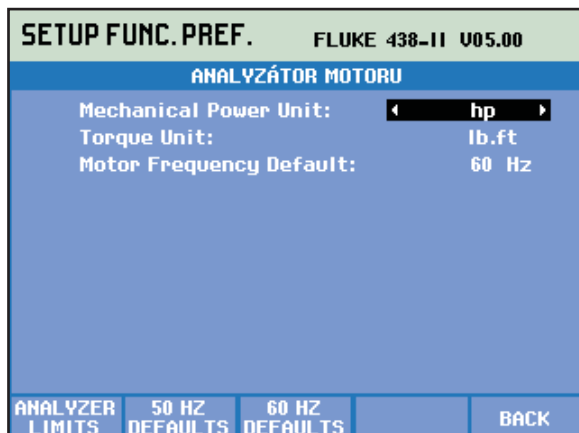 SETUP FUNC. PREF. FLUKE 438-II V05.00
ANALYZÁTOR MOTORU
Mechanical Power Unit: hp
Torque Unit: lb.ft
Motor Frequency Default: 60 Hz
ANALYZER LIMITS
50 HZ DEFAULTS
60 HZ DEFAULTS
BACK